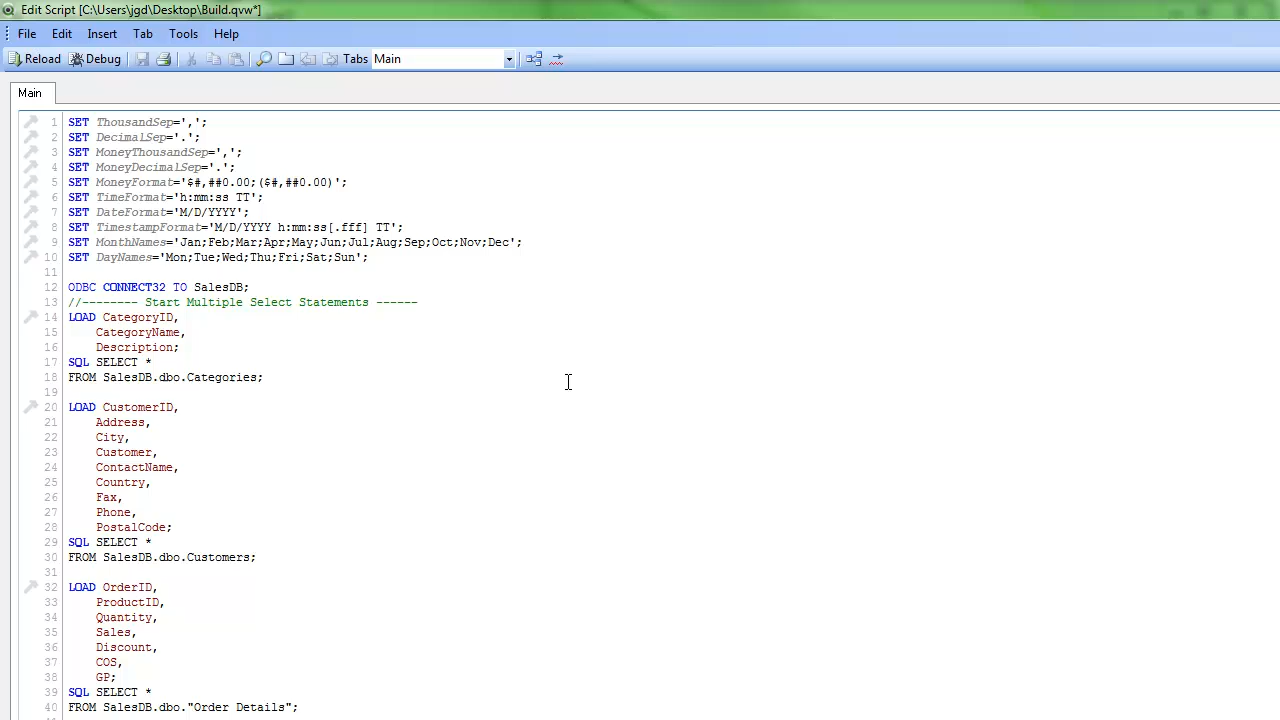 Edit Script [C:\Users\jgd\Desktop\Build.qvw*]
File Edit Insert Tab Tools Help
Reload Debug Tabs Main
Main
1 SET ThousandSep=',';
2 SET DecimalSep='.';
3 SET MoneyThousandSep=',';
4 SET MoneyDecimalSep='.';
5 SET MoneyFormat='$#,##0.00;($#,##0.00)';
6 SET TimeFormat='h:mm:ss TT';
7 SET DateFormat='M/D/YYYY';
8 SET TimestampFormat='M/D/YYYY h:mm:ss[.fff] TT';
9 SET MonthNames='Jan;Feb;Mar;Apr;May;Jun;Jul;Aug;Sep;Oct;Nov;Dec';
10 SET DayNames='Mon;Tue;Wed;Thu;Fri;Sat;Sun';
11
12 ODBC CONNECT32 TO SalesDB;
13 //-------- Start Multiple Select Statements ------
14 LOAD CategoryID,
15 CategoryName,
16 Description;
17 SQL SELECT *
18 FROM SalesDB.dbo.Categories;
19
20 LOAD CustomerID,
21 Address,
22 City,
23 Customer,
24 ContactName,
25 Country,
26 Fax,
27 Phone,
28 PostalCode;
29 SQL SELECT *
30 FROM SalesDB.dbo.Customers;
31
32 LOAD OrderID,
33 ProductID,
34 Quantity,
35 Sales,
36 Discount,
37 COS,
38 GP;
39 SQL SELECT *
40 FROM SalesDB.dbo."Order Details";